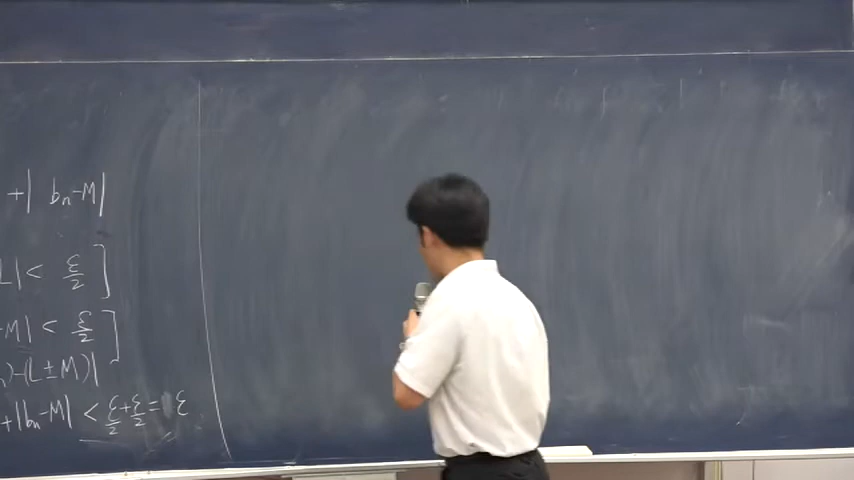 +| bn-M|
L|< ε/2 ]
-M|< ε/2 ]
)-(L±M)|
+|bn-M| < ε/2+ε/2=ε